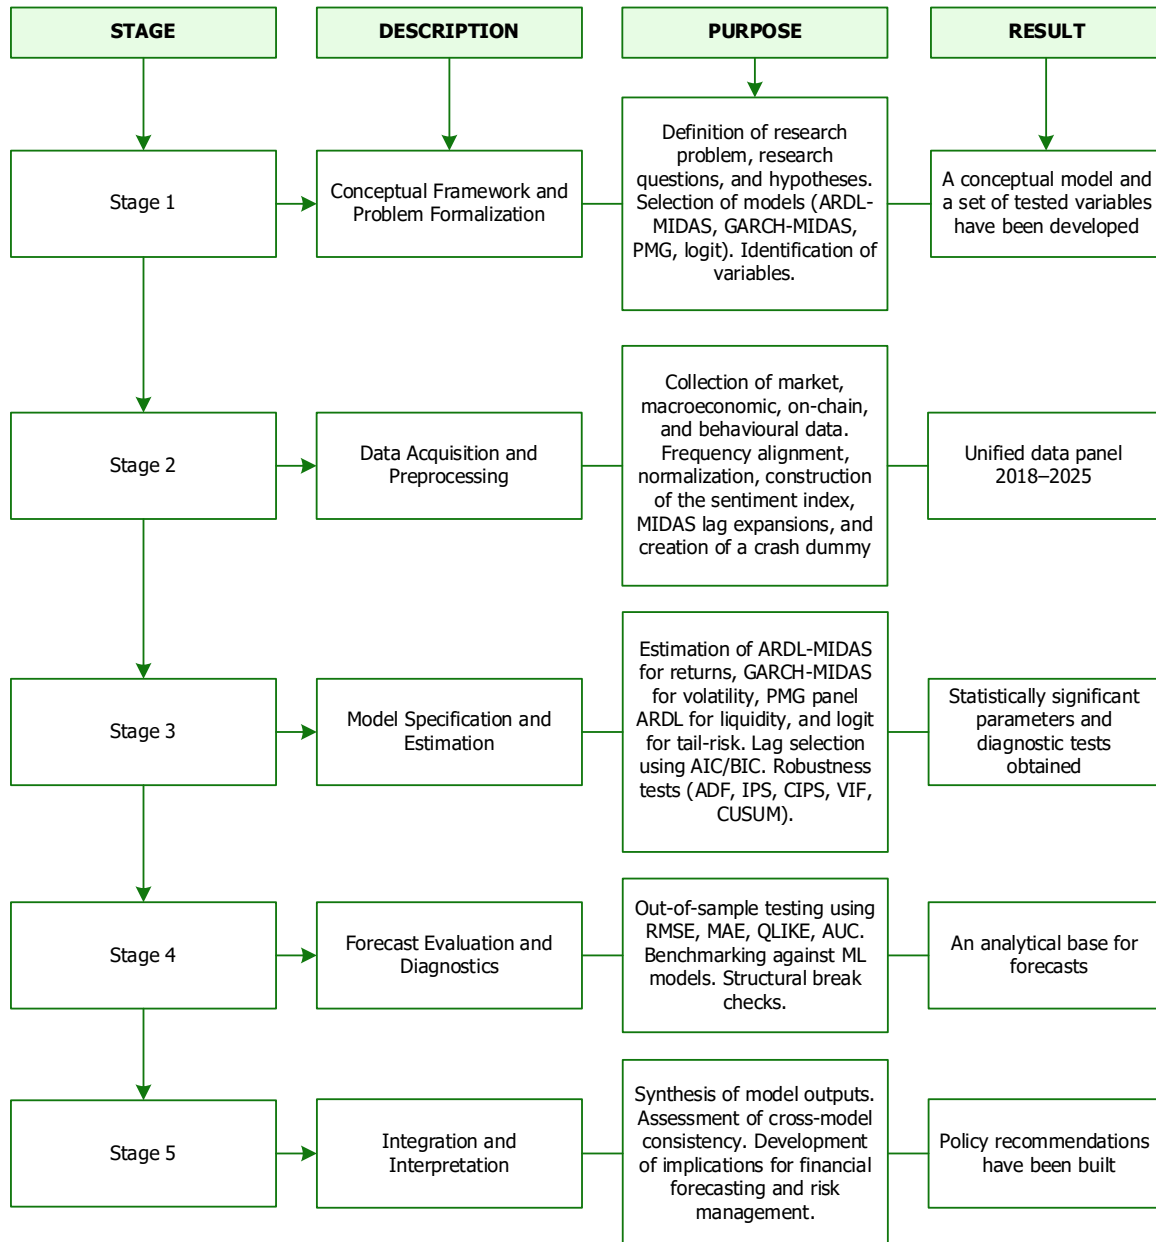 STAGE
DESCRIPTION
PURPOSE
RESULT
Stage 1
Conceptual Framework and
Problem Formalization
Definition of research
problem, research
questions, and hypotheses.
Selection of models (ARDL-
MIDAS, GARCH-MIDAS,
PMG, logit). Identification of
variables.
A conceptual model and
a set of tested variables
have been developed
Stage 2
Data Acquisition and
Preprocessing
Collection of market,
macroeconomic, on-chain,
and behavioural data.
Frequency alignment,
normalization, construction
of the sentiment index,
MIDAS lag expansions, and
creation of a crash dummy
Unified data panel
2018–2025
Stage 3
Model Specification and
Estimation
Estimation of ARDL-MIDAS
for returns, GARCH-MIDAS
for volatility, PMG panel
ARDL for liquidity, and logit
for tail-risk. Lag selection
using AIC/BIC. Robustness
tests (ADF, IPS, CIPS, VIF,
CUSUM).
Statistically significant
parameters and
diagnostic tests
obtained
Stage 4
Forecast Evaluation and
Diagnostics
Out-of-sample testing using
RMSE, MAE, QLIKE, AUC.
Benchmarking against ML
models. Structural break
checks.
An analytical base for
forecasts
Stage 5
Integration and
Interpretation
Synthesis of model outputs.
Assessment of cross-model
consistency. Development
of implications for financial
forecasting and risk
management.
Policy recommendations
have been built